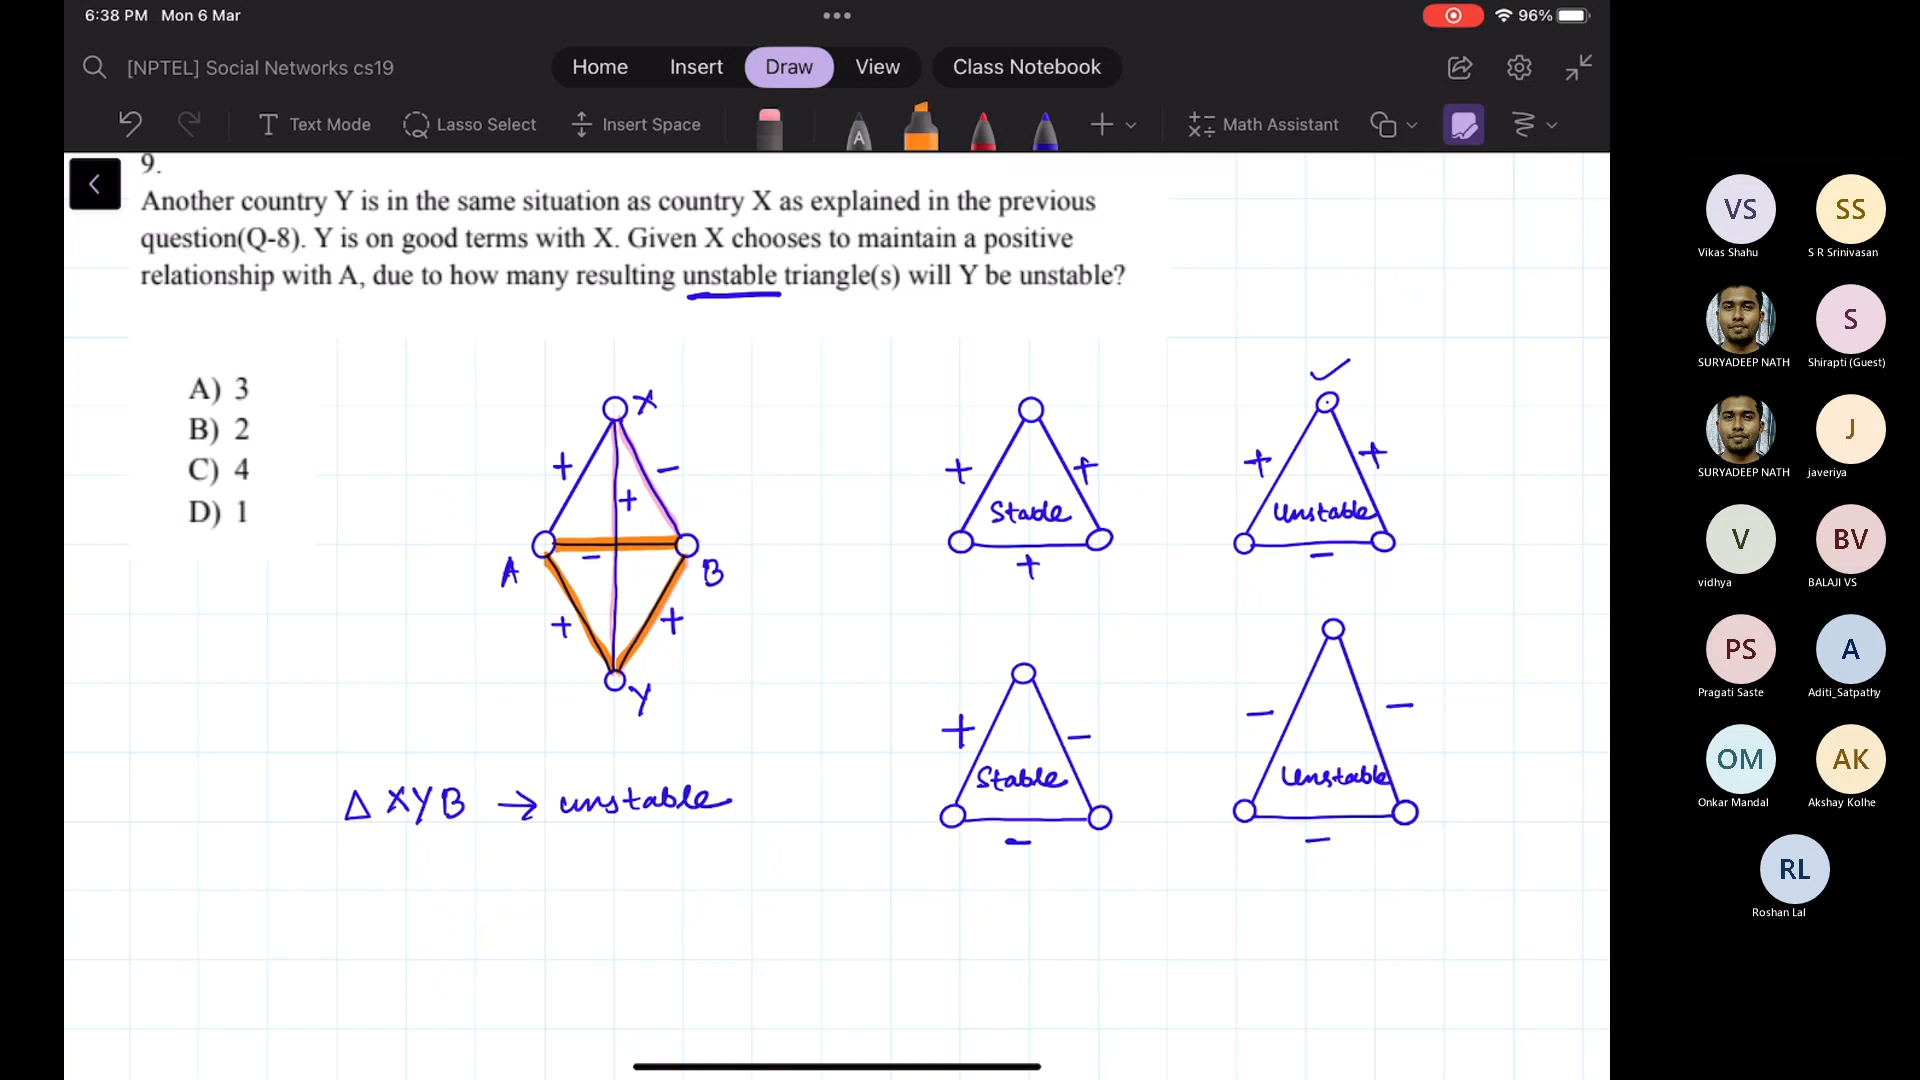 6:38 PM Mon 6 Mar
96%
[NPTEL] Social Networks cs19
Home Insert Draw View Class Notebook
Text Mode Lasso Select Insert Space A Math Assistant
9.
Another country Y is in the same situation as country X as explained in the previous
question(Q-8). Y is on good terms with X. Given X chooses to maintain a positive
relationship with A, due to how many resulting unstable triangle(s) will Y be unstable?
A) 3
B) 2
C) 4
D) 1
X
+ - +
A - B
+ +
Y
Δ XYB → unstable
+ + Stable +
+ + Unstable -
+ - Stable -
- - Unstable -
VS SS
Vikas Shahu S R Srinivasan
S
SURYADEEP NATH Shirapti (Guest)
J
SURYADEEP NATH javeriya
V BV
vidhya BALAJI VS
PS A
Pragati Saste Aditi_Satpathy
OM AK
Onkar Mandal Akshay Kolhe
RL
Roshan Lal